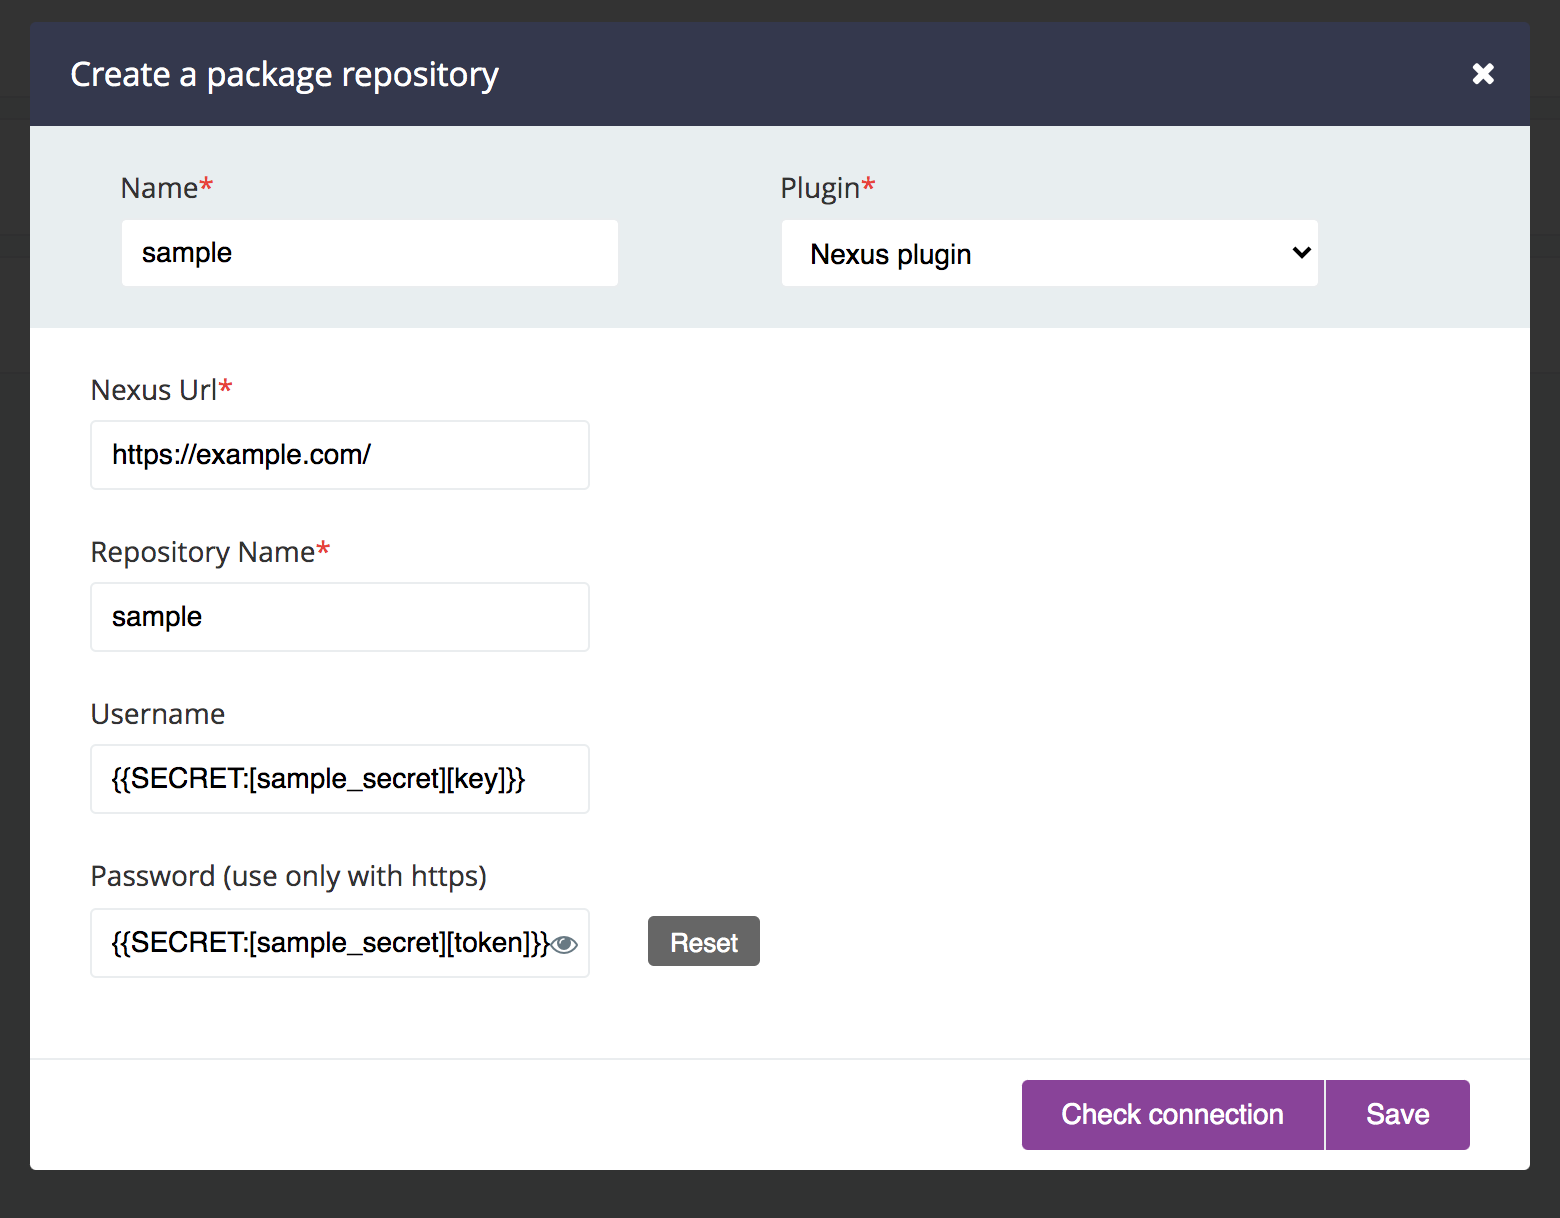 Create a package repository
Name*
Plugin*
sample
Nexus plugin
Nexus Url*
https://example.com/
Repository Name*
sample
Username
{{SECRET:[sample_secret][key]}}
Password (use only with https)
{{SECRET:[sample_secret][token]}}
Reset
Check connection
Save